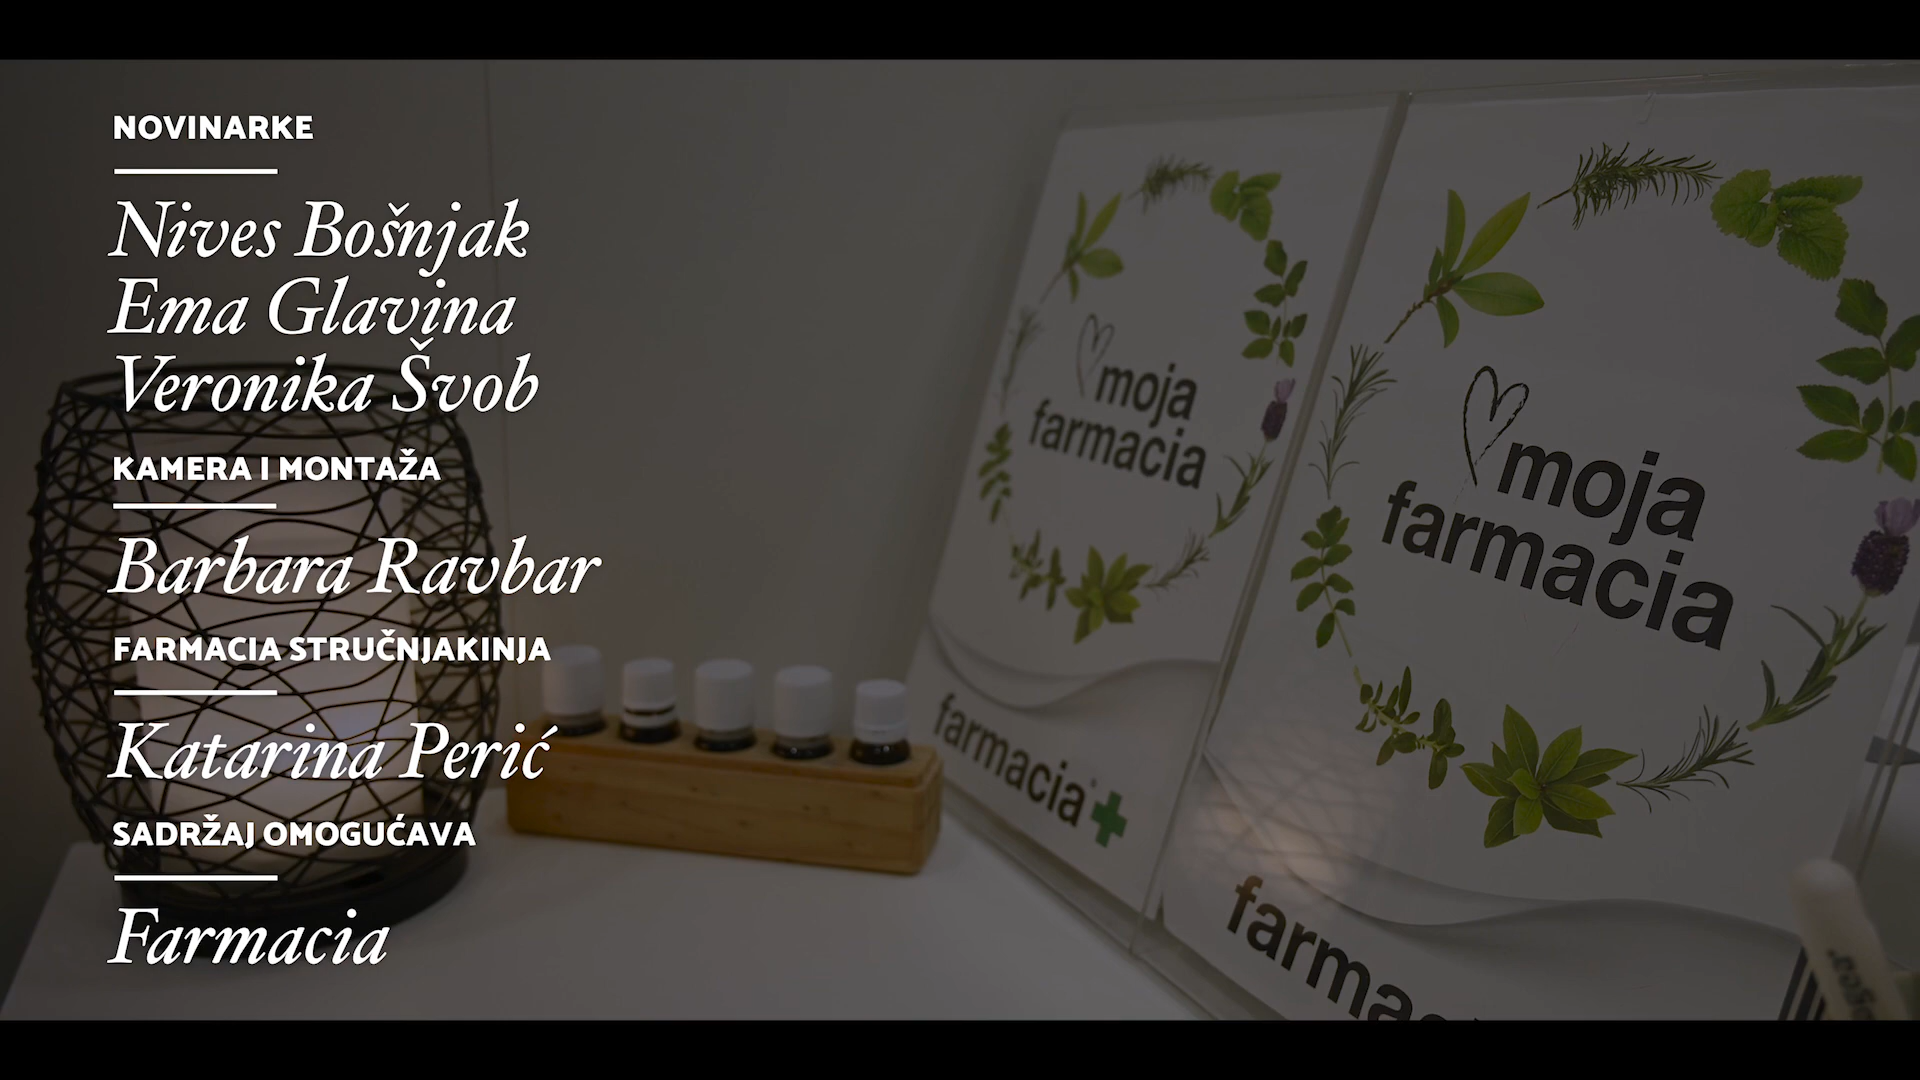 NOVINARKE
Nives Bošnjak
Ema Glavina
Veronika Švob
KAMERA I MONTAŽA
Barbara Ravbar
FARMACIA STRUČNJAKINJA
Katarina Perić
SADRŽAJ OMOGUĆAVA
Farmacia
moja
farmacia
farmacia
moja
farmacia